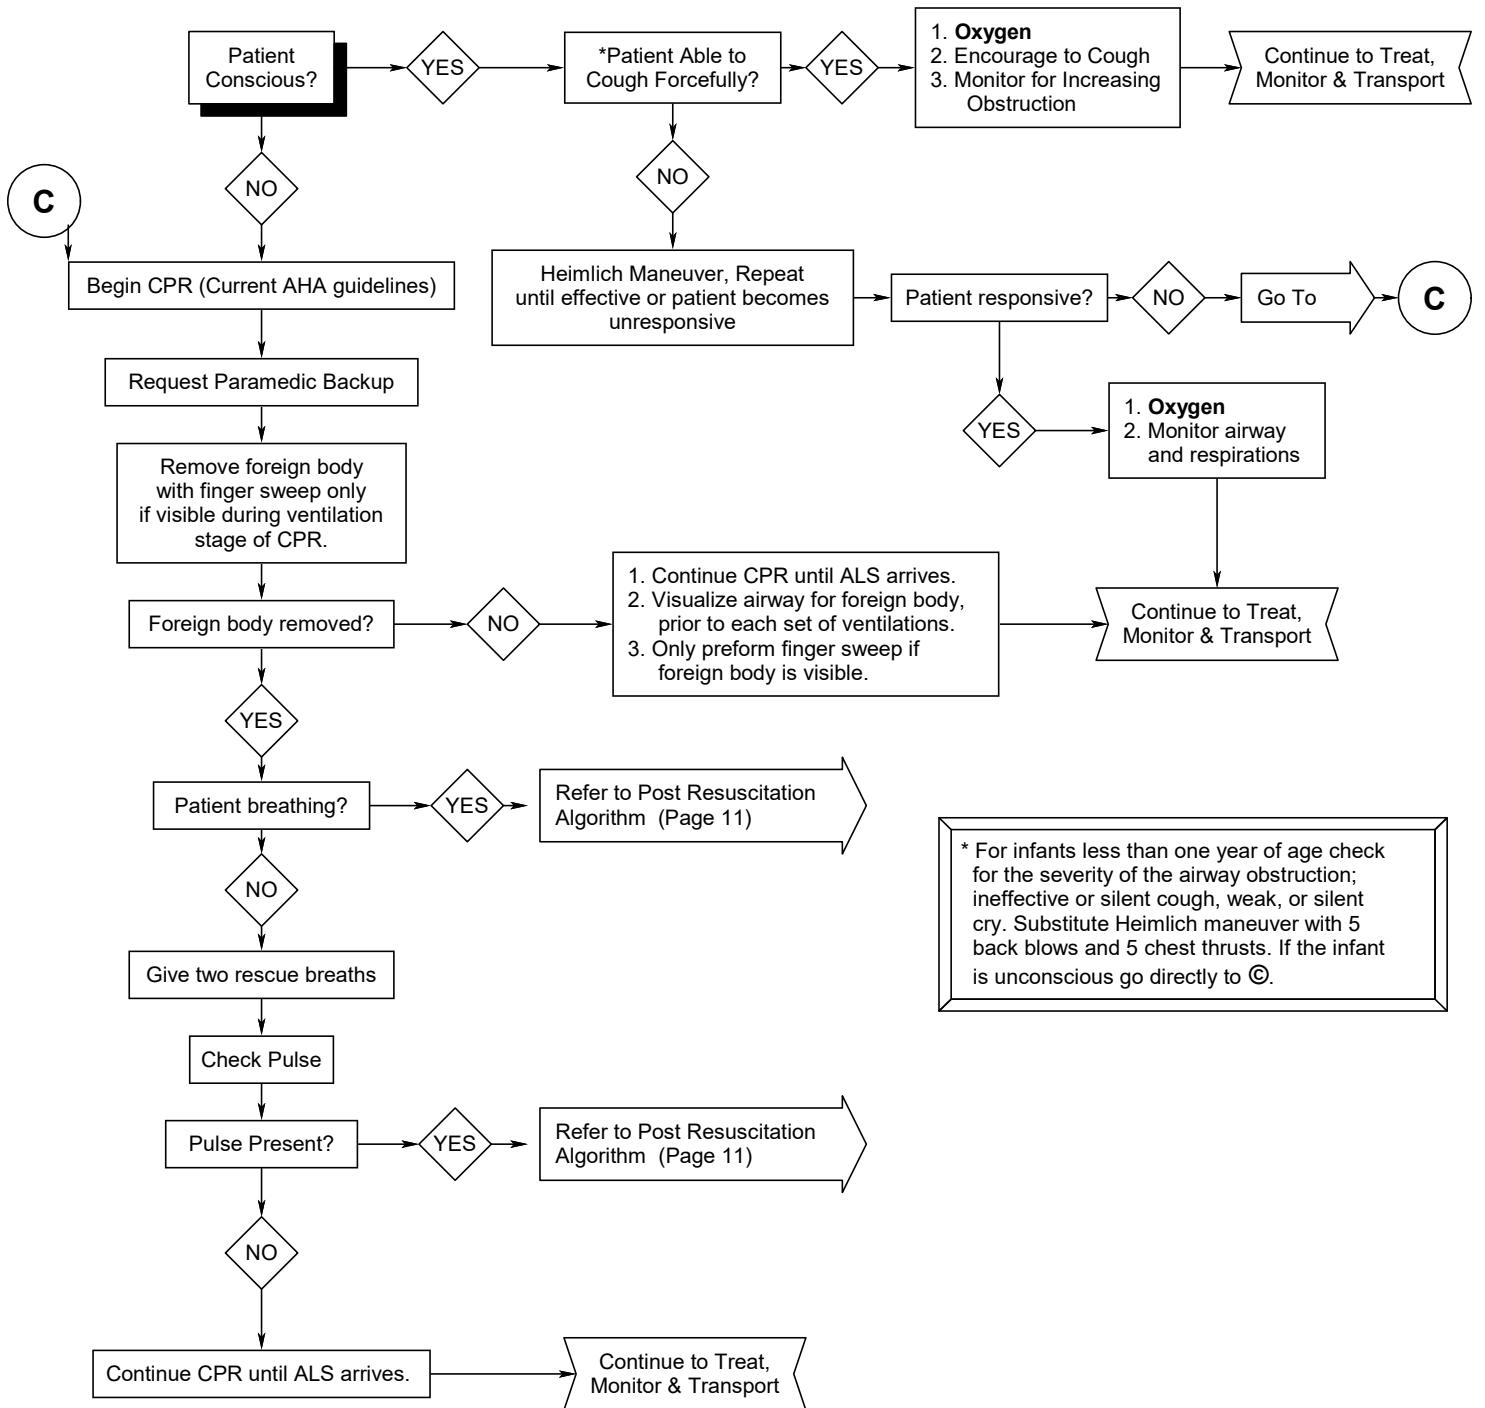 Patient
Conscious?
YES
*Patient Able to
Cough Forcefully?
YES
1. Oxygen
2. Encourage to Cough
3. Monitor for Increasing
Obstruction
Continue to Treat,
Monitor & Transport
NO
NO
C
Begin CPR (Current AHA guidelines)
Heimlich Maneuver, Repeat
until effective or patient becomes
unresponsive
Patient responsive?
NO
Go To
C
Request Paramedic Backup
YES
1. Oxygen
2. Monitor airway
and respirations
Remove foreign body
with finger sweep only
if visible during ventilation
stage of CPR.
Foreign body removed?
NO
1. Continue CPR until ALS arrives.
2. Visualize airway for foreign body,
prior to each set of ventilations.
3. Only preform finger sweep if
foreign body is visible.
Continue to Treat,
Monitor & Transport
YES
Patient breathing?
YES
Refer to Post Resuscitation
Algorithm (Page 11)
NO
* For infants less than one year of age check
for the severity of the airway obstruction;
ineffective or silent cough, weak, or silent
cry. Substitute Heimlich maneuver with 5
back blows and 5 chest thrusts. If the infant
is unconscious go directly to ©.
Give two rescue breaths
Check Pulse
Pulse Present?
YES
Refer to Post Resuscitation
Algorithm (Page 11)
NO
Continue CPR until ALS arrives.
Continue to Treat,
Monitor & Transport